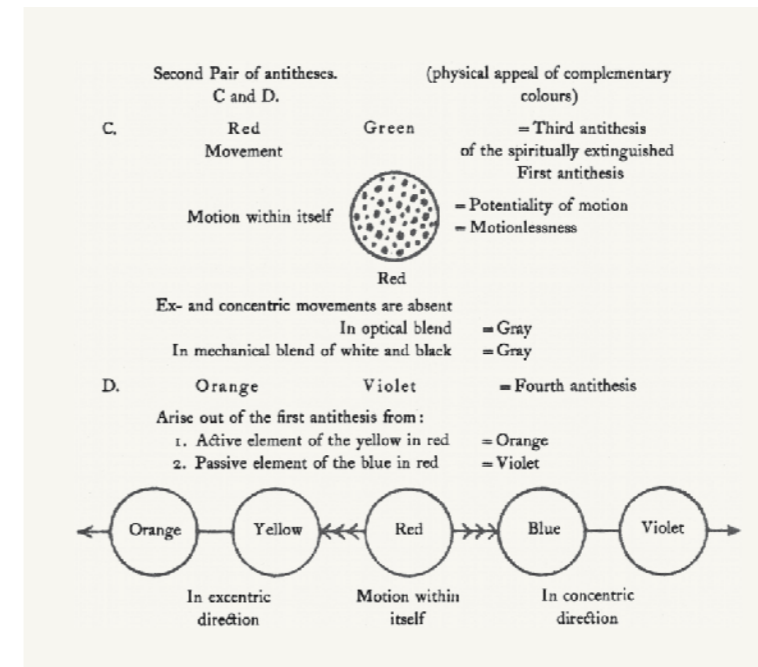 Second Pair of antitheses. (physical appeal of complementary
C and D. colours)
C. Red Green = Third antithesis
Movement of the spiritually extinguished
First antithesis
Motion within itself = Potentiality of motion
= Motionlessness
Red
Ex- and concentric movements are absent
In optical blend = Gray
In mechanical blend of white and black = Gray
D. Orange Violet = Fourth antithesis
Arise out of the first antithesis from:
1. Active element of the yellow in red = Orange
2. Passive element of the blue in red = Violet
Orange Yellow Red Blue Violet
In excentric Motion within In concentric
direction itself direction